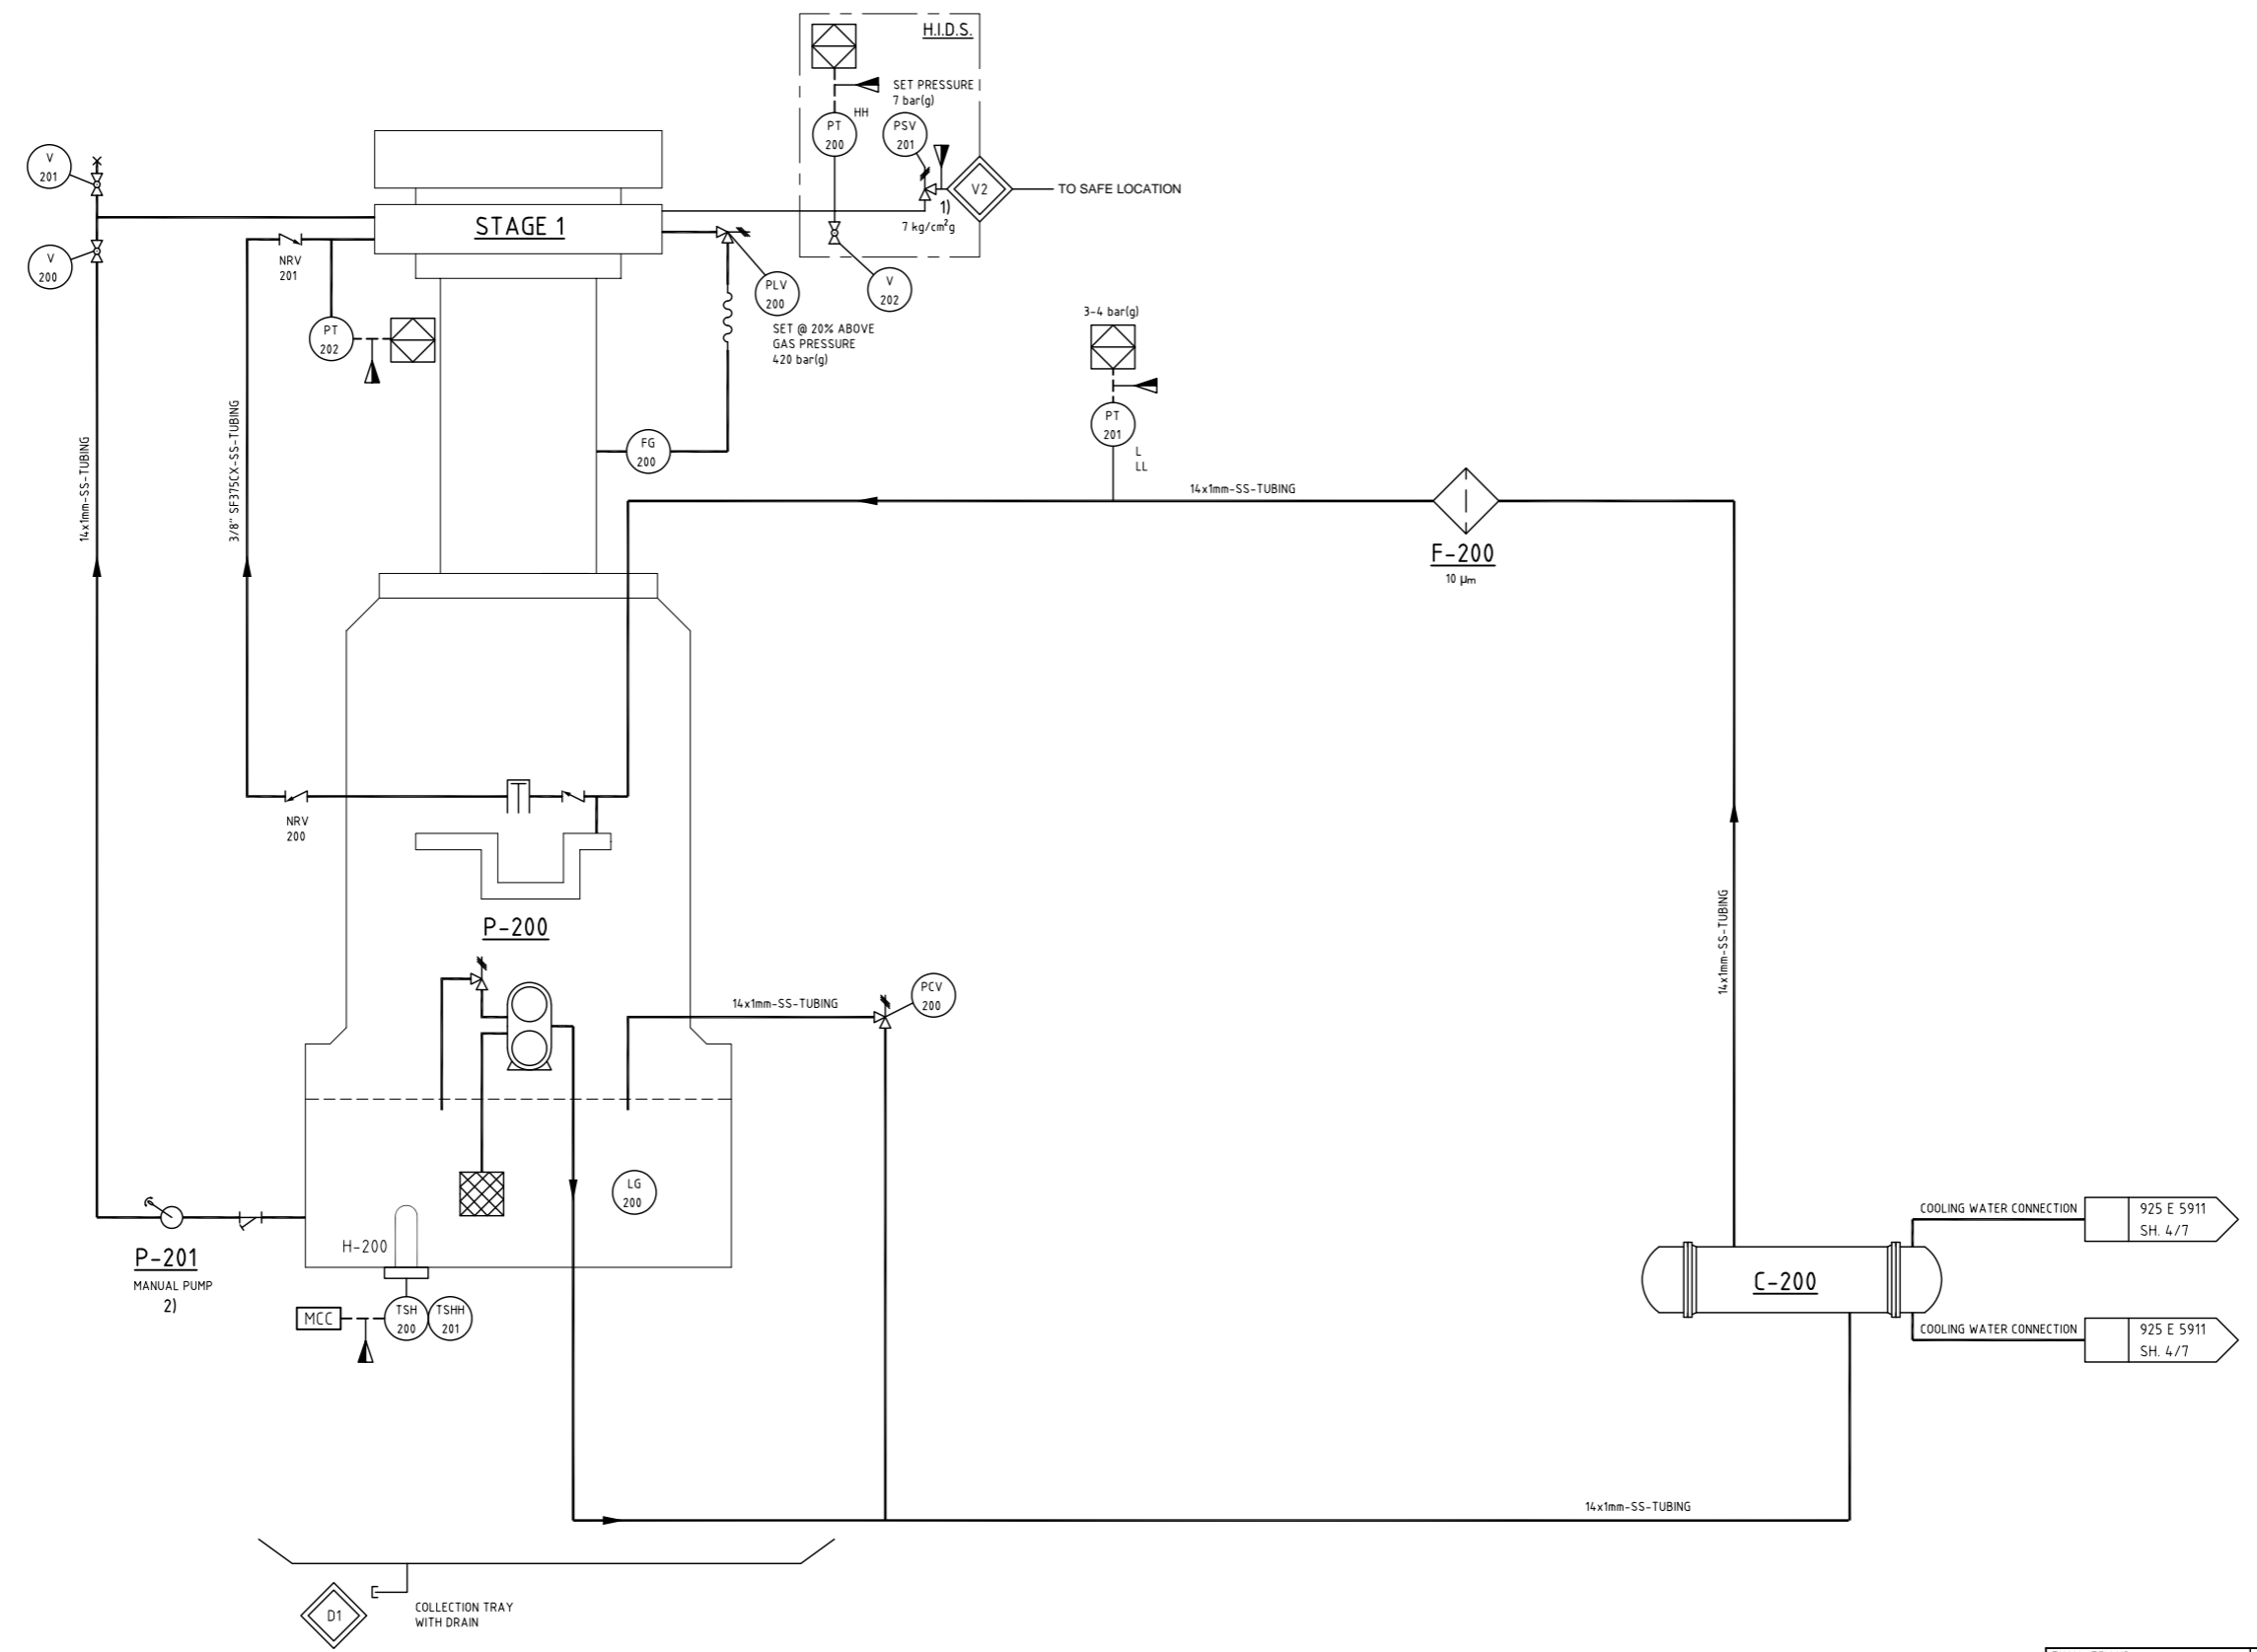 H.I.D.S.
SET PRESSURE
7 bar(g)
HH
PT
200
PSV
201
V2
TO SAFE LOCATION
1)
7 kg/cm²g
V
202
V
201
V
200
STAGE 1
NRV
201
PT
202
PLV
200
SET @ 20% ABOVE
GAS PRESSURE
420 bar(g)
3-4 bar(g)
PT
201
L
LL
FG
200
14x1mm-SS-TUBING
3/8" SF375CX-SS-TUBING
14x1mm-SS-TUBING
F-200
10 µm
NRV
200
P-200
14x1mm-SS-TUBING
PCV
200
14x1mm-SS-TUBING
LG
200
H-200
P-201
MANUAL PUMP
2)
MCC
TSH
200
TSHH
201
C-200
COOLING WATER CONNECTION
925 E 5911
SH. 4/7
COOLING WATER CONNECTION
925 E 5911
SH. 4/7
14x1mm-SS-TUBING
D1
COLLECTION TRAY
WITH DRAIN